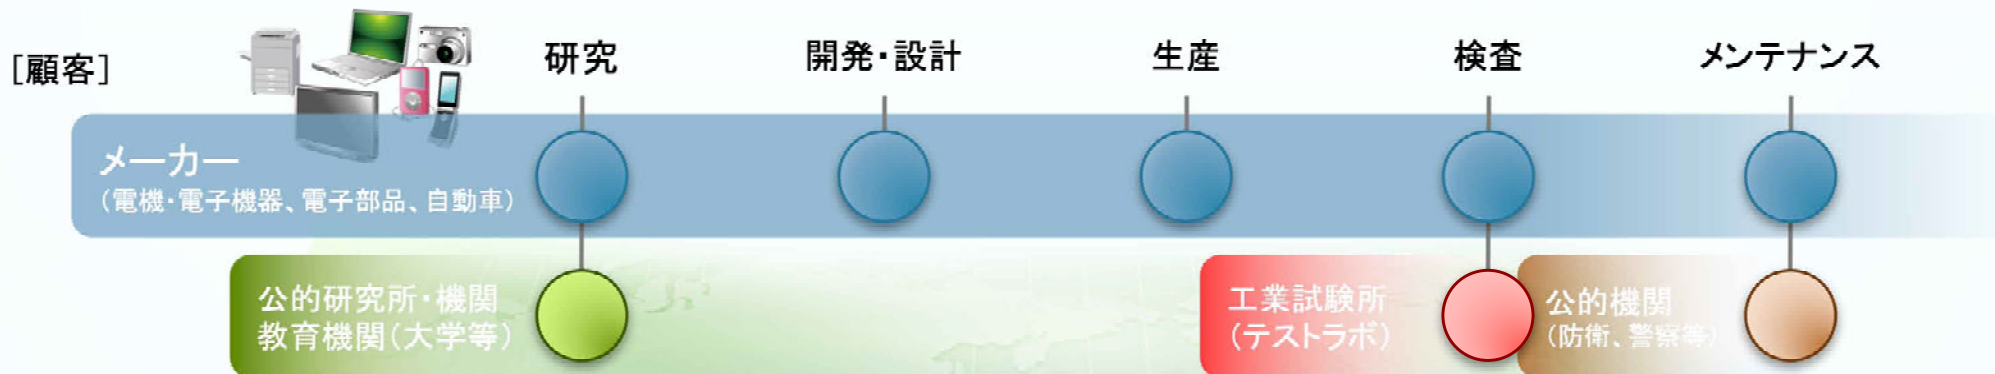 [顧客]
研究
開発・設計
生産
検査
メンテナンス
メーカー
(電機・電子機器、電子部品、自動車)
公的研究所・機関
教育機関(大学等)
工業試験所
(テストラボ)
公的機関
(防衛、警察等)